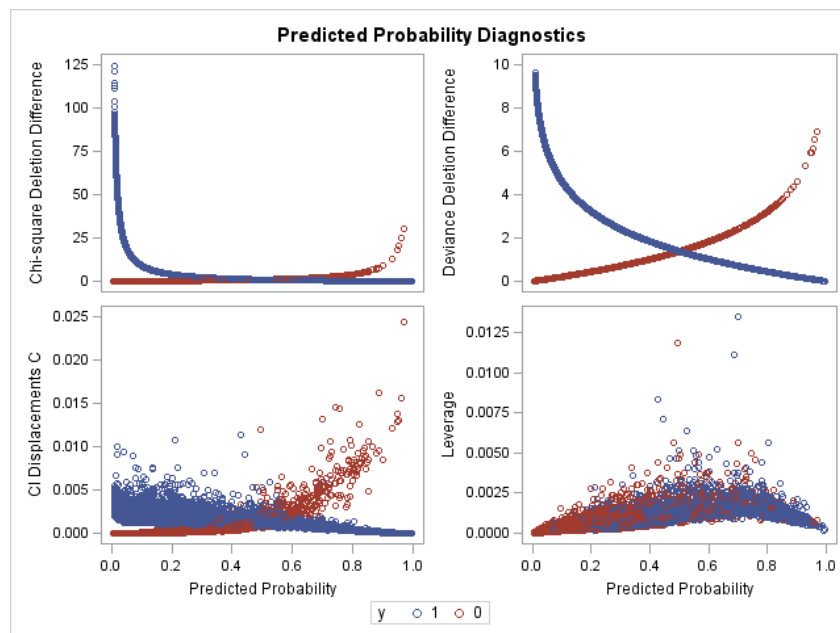 Predicted Probability Diagnostics
Chi-square Deletion Difference
125
100
75
50
25
0
Deviance Deletion Difference
10
8
6
4
2
0
CI Displacements C
0.025
0.020
0.015
0.010
0.005
0.000
0.0 0.2 0.4 0.6 0.8 1.0
Predicted Probability
Leverage
0.0125
0.0100
0.0075
0.0050
0.0025
0.0000
0.0 0.2 0.4 0.6 0.8 1.0
Predicted Probability
y 1 0